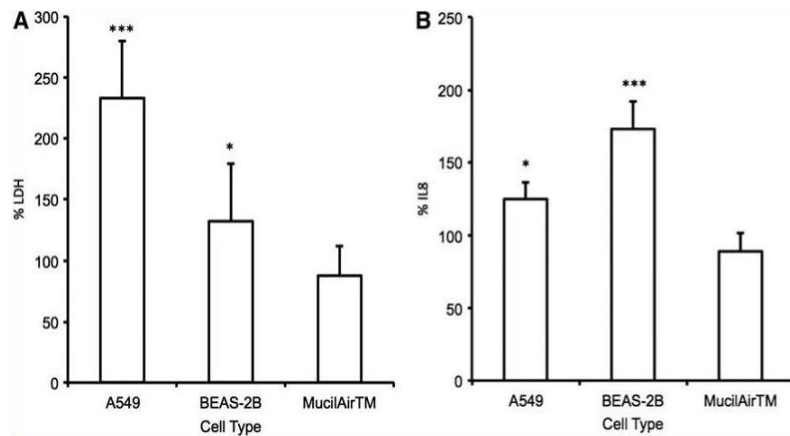 A
300
250
200
150
100
50
0
% LDH
***
*
A549 BEAS-2B MucilAirTM
Cell Type
B
250
200
150
100
50
0
% IL8
*
***
A549 BEAS-2B MucilAirTM
Cell Type